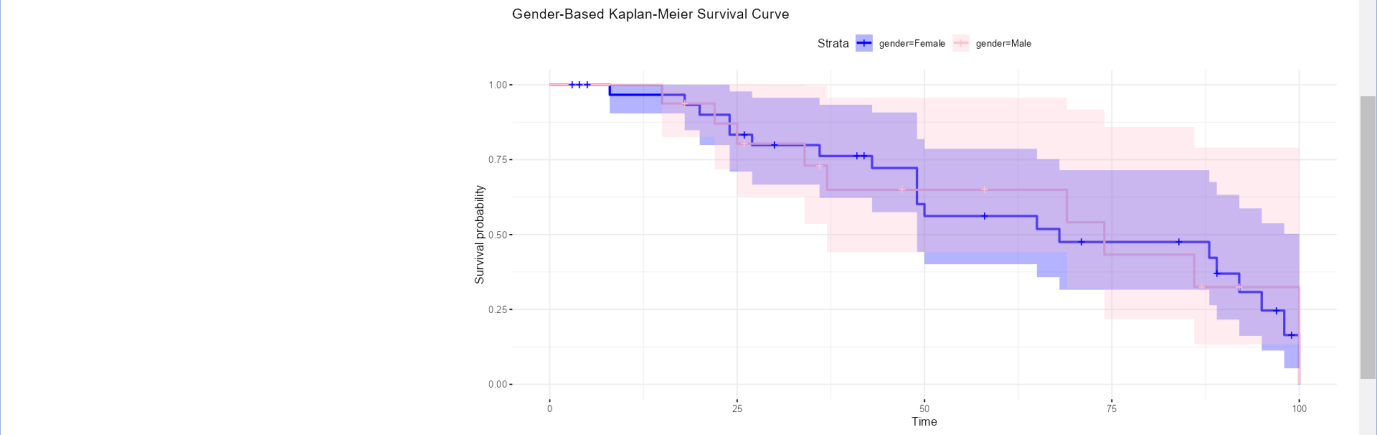 Gender-Based Kaplan-Meier Survival Curve
Strata gender=Female gender=Male
Survival probability
1.00
0.75
0.50
0.25
0.00
0 25 50 75 100
Time